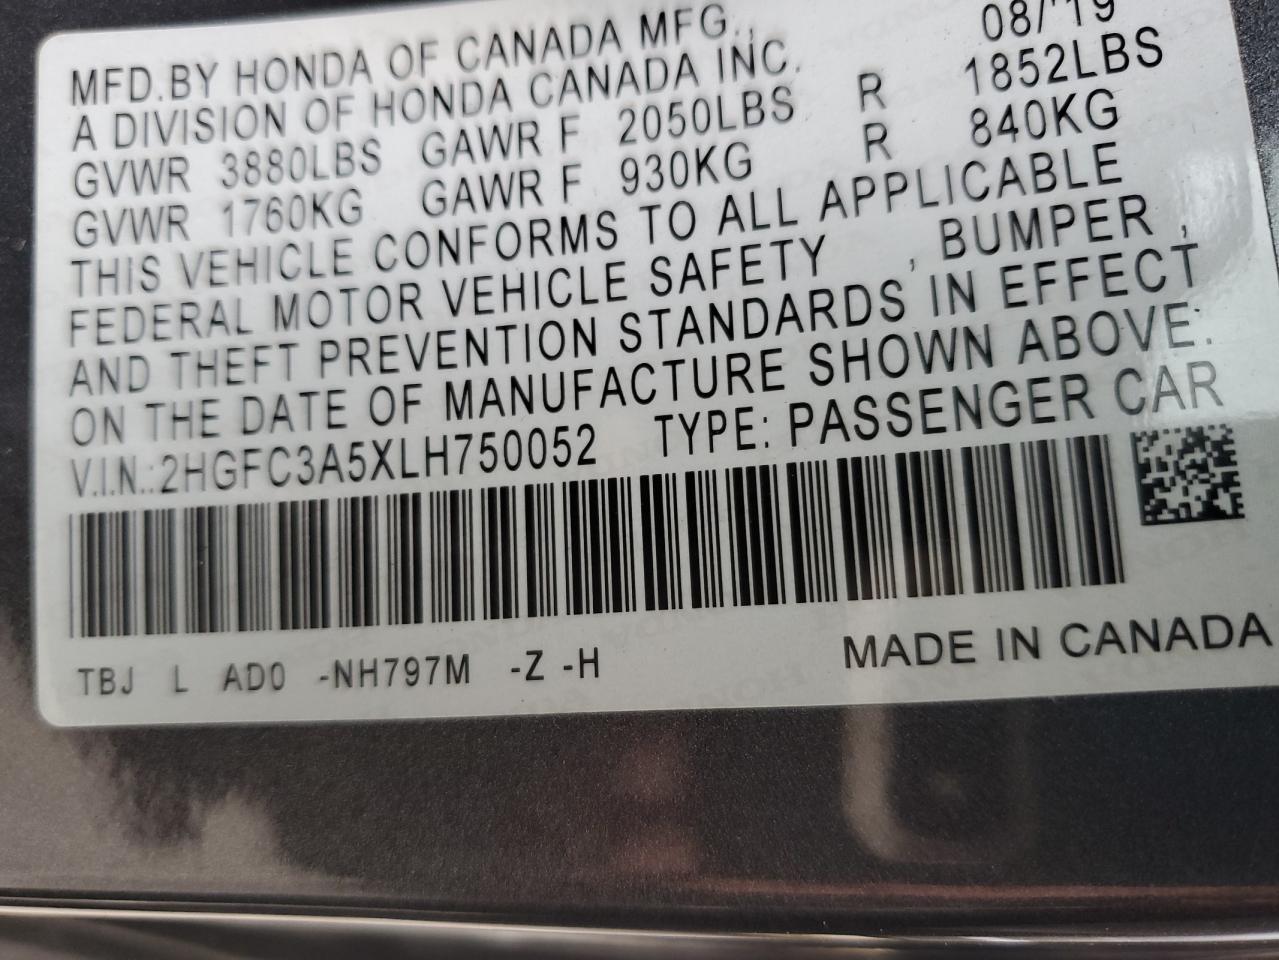 MFD.BY HONDA OF CANADA MFG., 08/'19
A DIVISION OF HONDA CANADA INC.
GVWR 3880LBS GAWR F 2050LBS R 1852LBS
GVWR 1760KG GAWR F 930KG R 840KG
THIS VEHICLE CONFORMS TO ALL APPLICABLE
FEDERAL MOTOR VEHICLE SAFETY , BUMPER ,
AND THEFT PREVENTION STANDARDS IN EFFECT
ON THE DATE OF MANUFACTURE SHOWN ABOVE.
V.I.N.:2HGFC3A5XLH750052 TYPE: PASSENGER CAR
TBJ L AD0 -NH797M -Z -H MADE IN CANADA